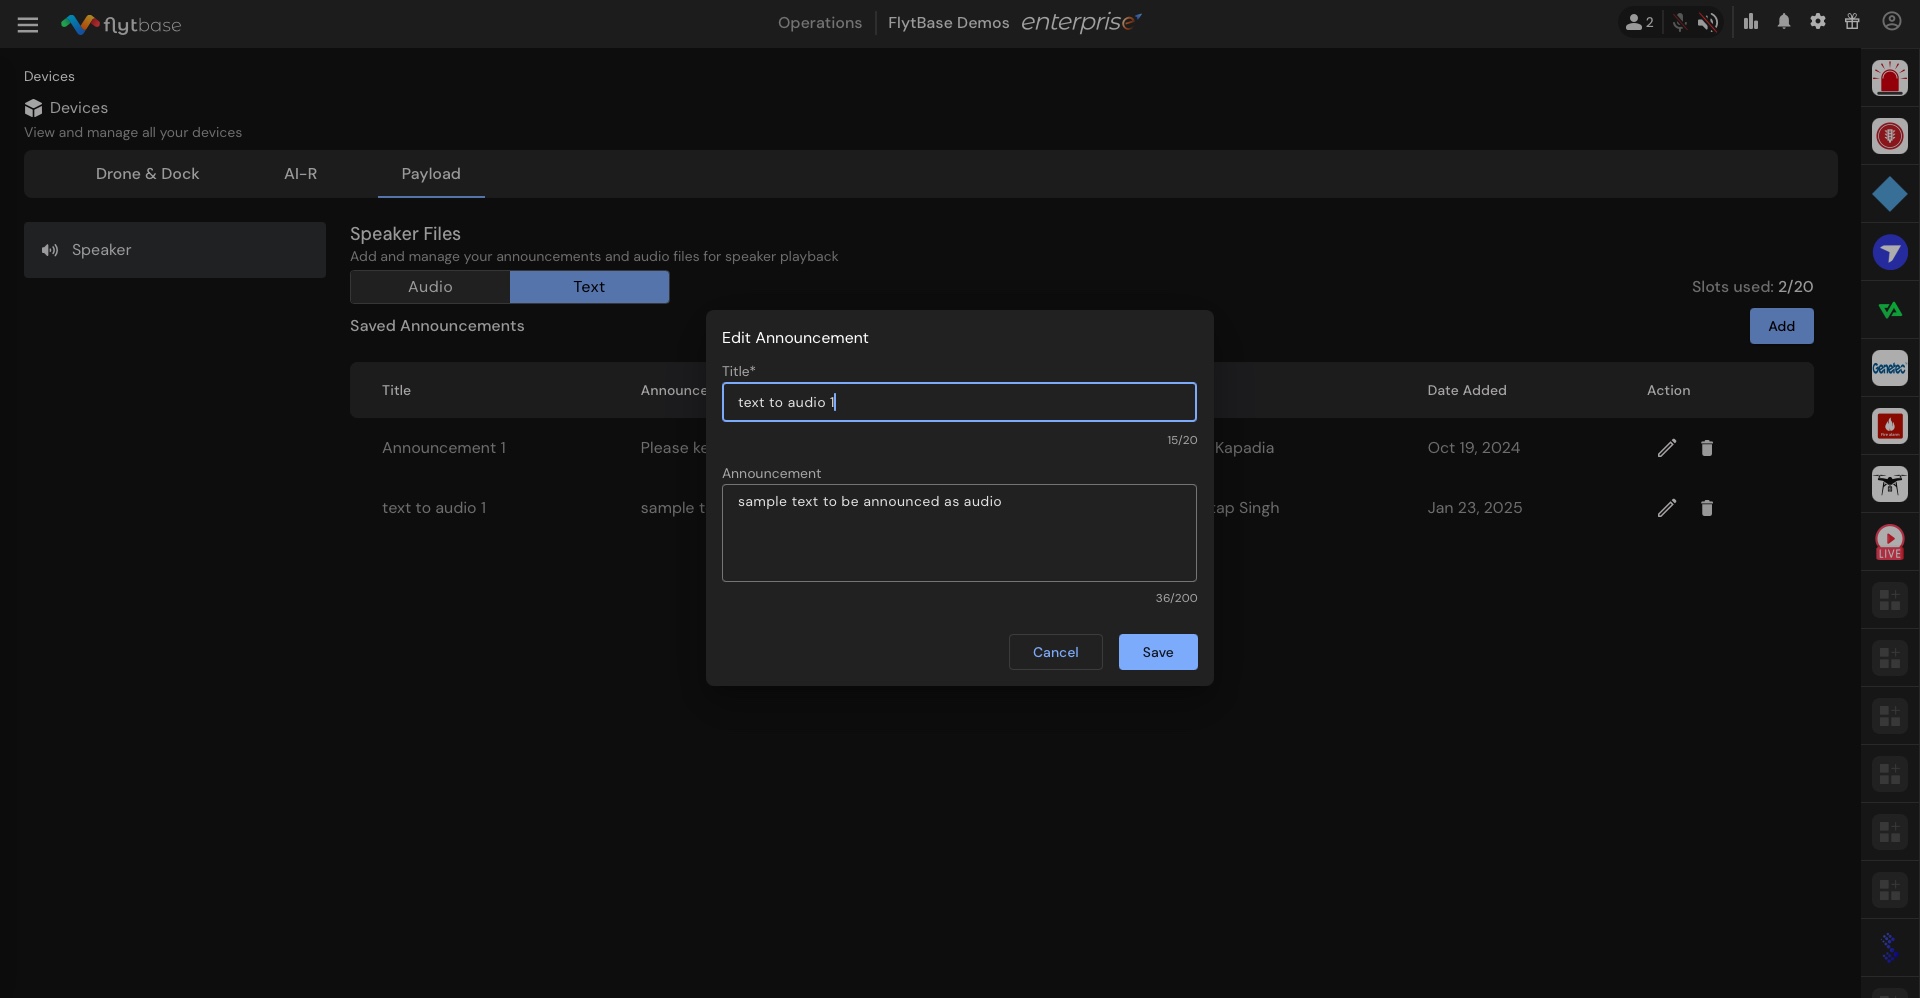 flytbase
Operations
FlytBase Demos enterprise
2
Devices
Devices
View and manage all your devices
Drone & Dock
AI-R
Payload
Speaker
Speaker Files
Add and manage your announcements and audio files for speaker playback
Audio
Text
Slots used: 2/20
Saved Announcements
Add
Title
Announce
Date Added
Action
Announcement 1
Please ke
Kapadia
Oct 19, 2024
text to audio 1
sample t
tap Singh
Jan 23, 2025
Edit Announcement
Title*
text to audio 1
15/20
Announcement
sample text to be announced as audio
36/200
Cancel
Save
Genetec
LIVE